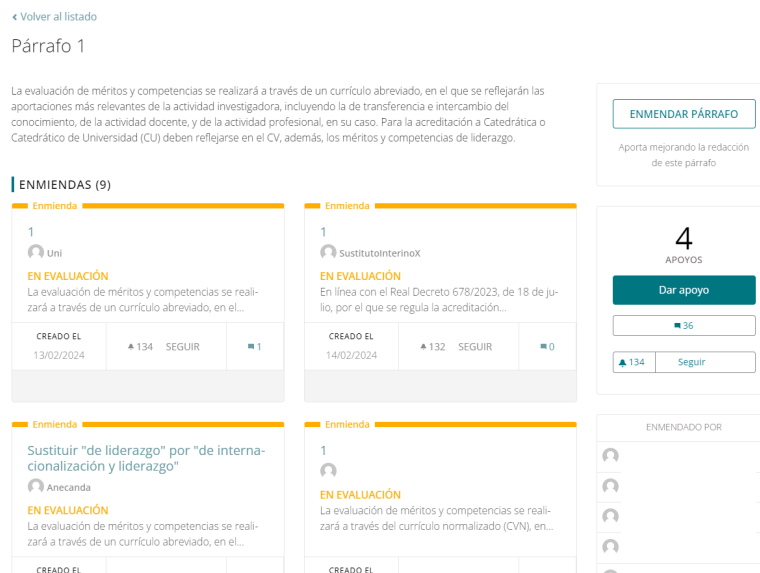 Volver al listado
Párrafo 1
La evaluación de méritos y competencias se realizará a través de un currículo abreviado, en el que se reflejarán las
aportaciones más relevantes de la actividad investigadora, incluyendo la de transferencia e intercambio del
conocimiento, de la actividad docente, y de la actividad profesional, en su caso. Para la acreditación a Catedrática o
Catedrático de Universidad (CU) deben reflejarse en el CV, además, los méritos y competencias de liderazgo.
ENMIENDAS (9)
Enmienda
1
Uni
EN EVALUACIÓN
La evaluación de méritos y competencias se reali-
zará a través de un currículo abreviado, en el...
CREADO EL
13/02/2024
134 SEGUIR
1
Enmienda
1
SustitutoInterinoX
EN EVALUACIÓN
En línea con el Real Decreto 678/2023, de 18 de ju-
lio, por el que se regula la acreditación...
CREADO EL
14/02/2024
132 SEGUIR
0
Enmienda
Sustituir "de liderazgo" por "de interna-
cionalización y liderazgo"
Anecanda
EN EVALUACIÓN
La evaluación de méritos y competencias se reali-
zará a través de un currículo abreviado, en el...
CREADO EL
Enmienda
1
EN EVALUACIÓN
La evaluación de méritos y competencias se reali-
zará a través del currículo normalizado (CVN), en...
CREADO EL
ENMENDAR PÁRRAFO
Aporta mejorando la redacción
de este párrafo
4
APOYOS
Dar apoyo
36
134 Seguir
ENMENDADO POR